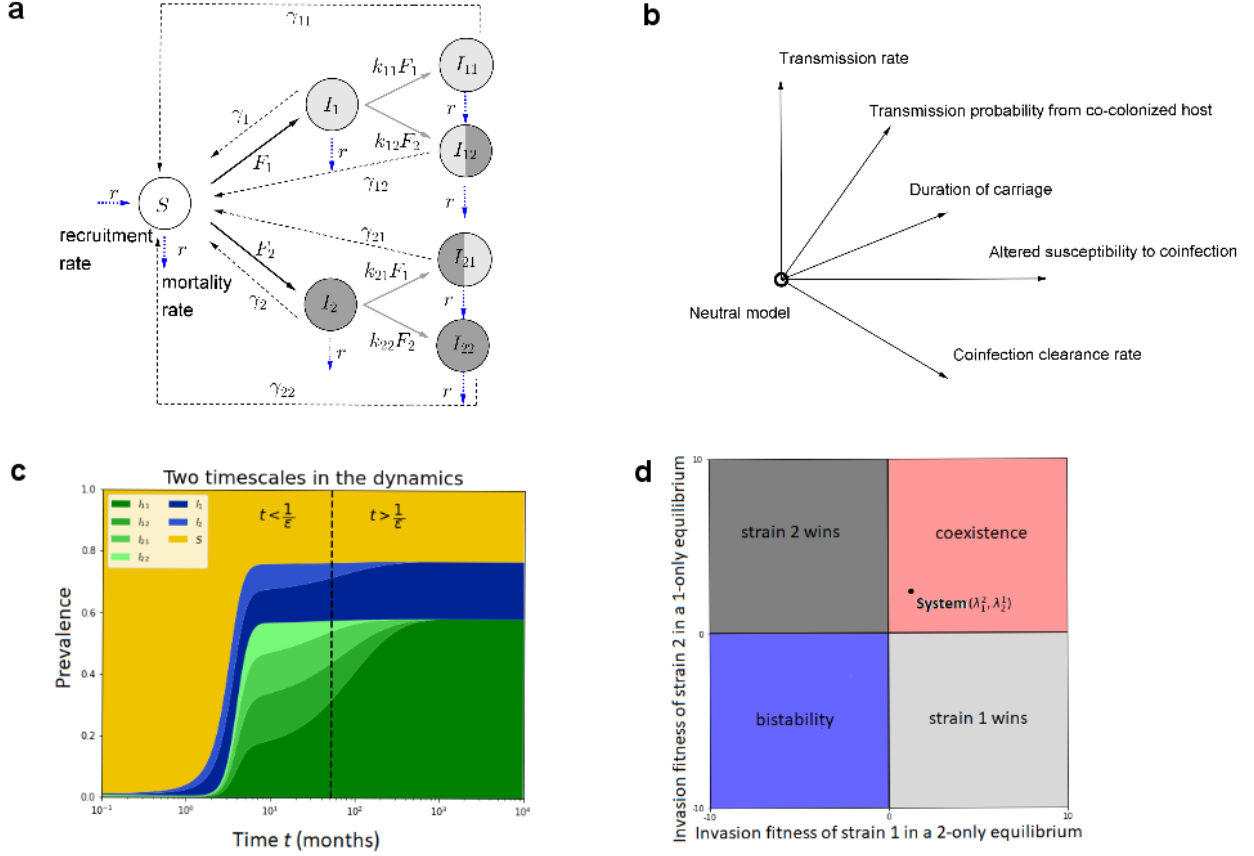 a
γ₁₁
I₁₁
k₁₁F₁
I₁
r
γ₁
k₁₂F₂
I₁₂
r
F₁
γ₁₂
r
S
r
γ₂₁
recruitment
rate
r
F₂
k₂₁F₁
I₂₁
mortality
rate
γ₂
I₂
r
k₂₂F₂
I₂₂
r
γ₂₂
r
b
Transmission rate
Transmission probability from co-colonized host
Duration of carriage
Altered susceptibility to coinfection
Neutral model
Coinfection clearance rate
c
Two timescales in the dynamics
Prevalence
1.0
0.8
0.6
0.4
0.2
0.0
I₁₁
I₁₂
I₂₁
I₂₂
I₁
I₂
S
t < 1/ε
t > 1/ε
10⁻¹
10⁰
10¹
10²
10³
10⁴
Time t (months)
d
Invasion fitness of strain 2 in a 1-only equilibrium
10
0
-10
strain 2 wins
coexistence
System(λ₁², λ₂¹)
bistability
strain 1 wins
-10
0
10
Invasion fitness of strain 1 in a 2-only equilibrium